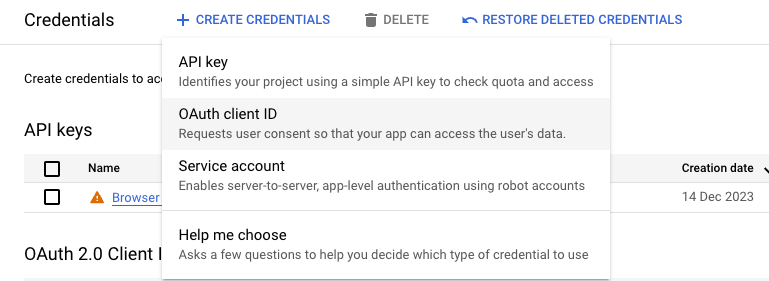 Credentials
+ CREATE CREDENTIALS
DELETE
RESTORE DELETED CREDENTIALS
API key
Identifies your project using a simple API key to check quota and access
Create credentials to
OAuth client ID
Requests user consent so that your app can access the user's data.
API keys
Service account
Enables server-to-server, app-level authentication using robot accounts
Name
Creation date
Browser
14 Dec 2023
Help me choose
Asks a few questions to help you decide which type of credential to use
OAuth 2.0 Client